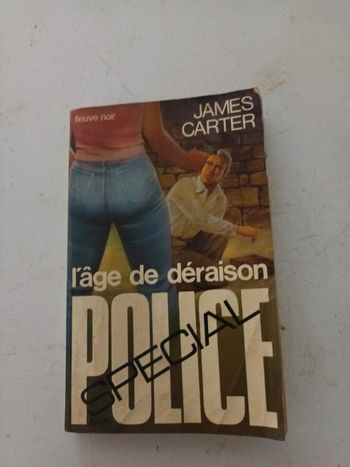 fleuve noir
JAMES
CARTER
l'âge de déraison
POLICE
SPECIAL